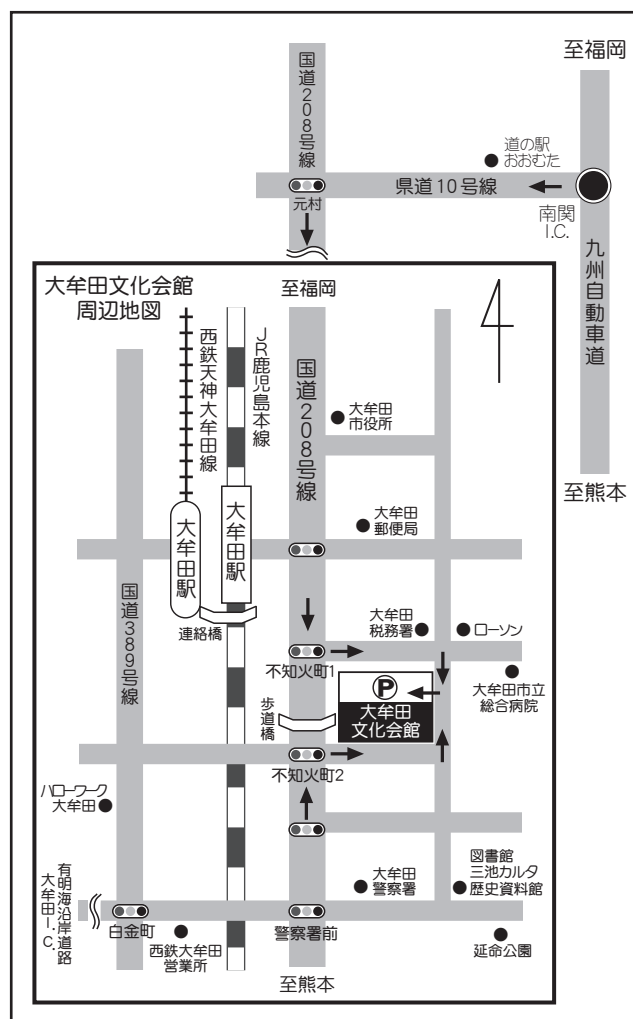 至福岡
国道208号線
道の駅
おおむた
県道10号線
元村
南関
I.C.
九州自動車道
至熊本
大牟田文化会館
周辺地図
至福岡
西鉄天神大牟田線
JR鹿児島本線
国道208号線
大牟田
市役所
大牟田
郵便局
大牟田駅
大牟田駅
連絡橋
国道389号線
大牟田
税務署
ローソン
不知火町1
大牟田市立
総合病院
P
大牟田
文化会館
歩道橋
不知火町2
ハローワーク
大牟田
図書館
三池カルタ
歴史資料館
大牟田
警察署
有明海沿岸道路
大牟田I.C.
白金町
西鉄大牟田
営業所
警察署前
延命公園
至熊本